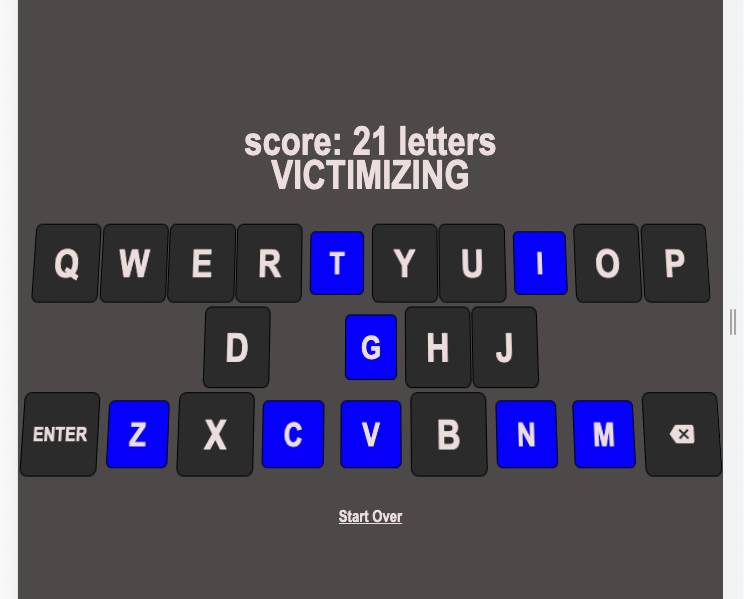 score: 21 letters
VICTIMIZING
Q W E R T Y U I O P
D G H J
ENTER Z X C V B N M
Start Over